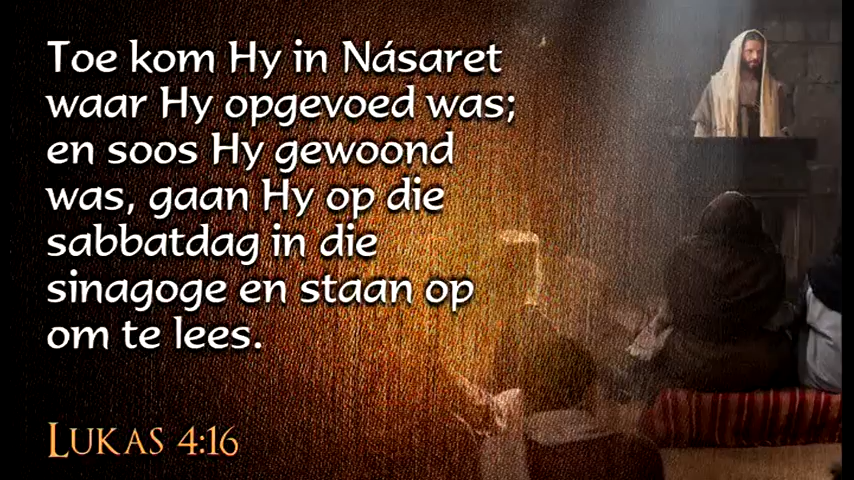 Toe kom Hy in Násaret
waar Hy opgevoed was;
en soos Hy gewoond
was, gaan Hy op die
sabbatdag in die
sinagoge en staan op
om te lees.
LUKAS 4:16